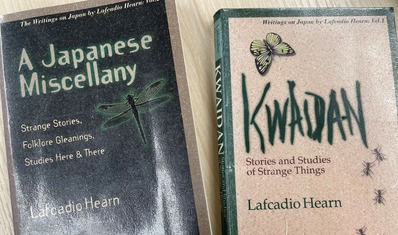 The Writings on Japan by Lafcadio Hearn: Vol.
A Japanese
Miscellany
Strange Stories,
Folklore Gleanings,
Studies Here & There
Lafcadio Hearn
KWAIDAN
Writings on Japan by Lafcadio Hearn: Vol.1
KWAIDAN
Stories and Studies
of Strange Things
Lafcadio Hearn